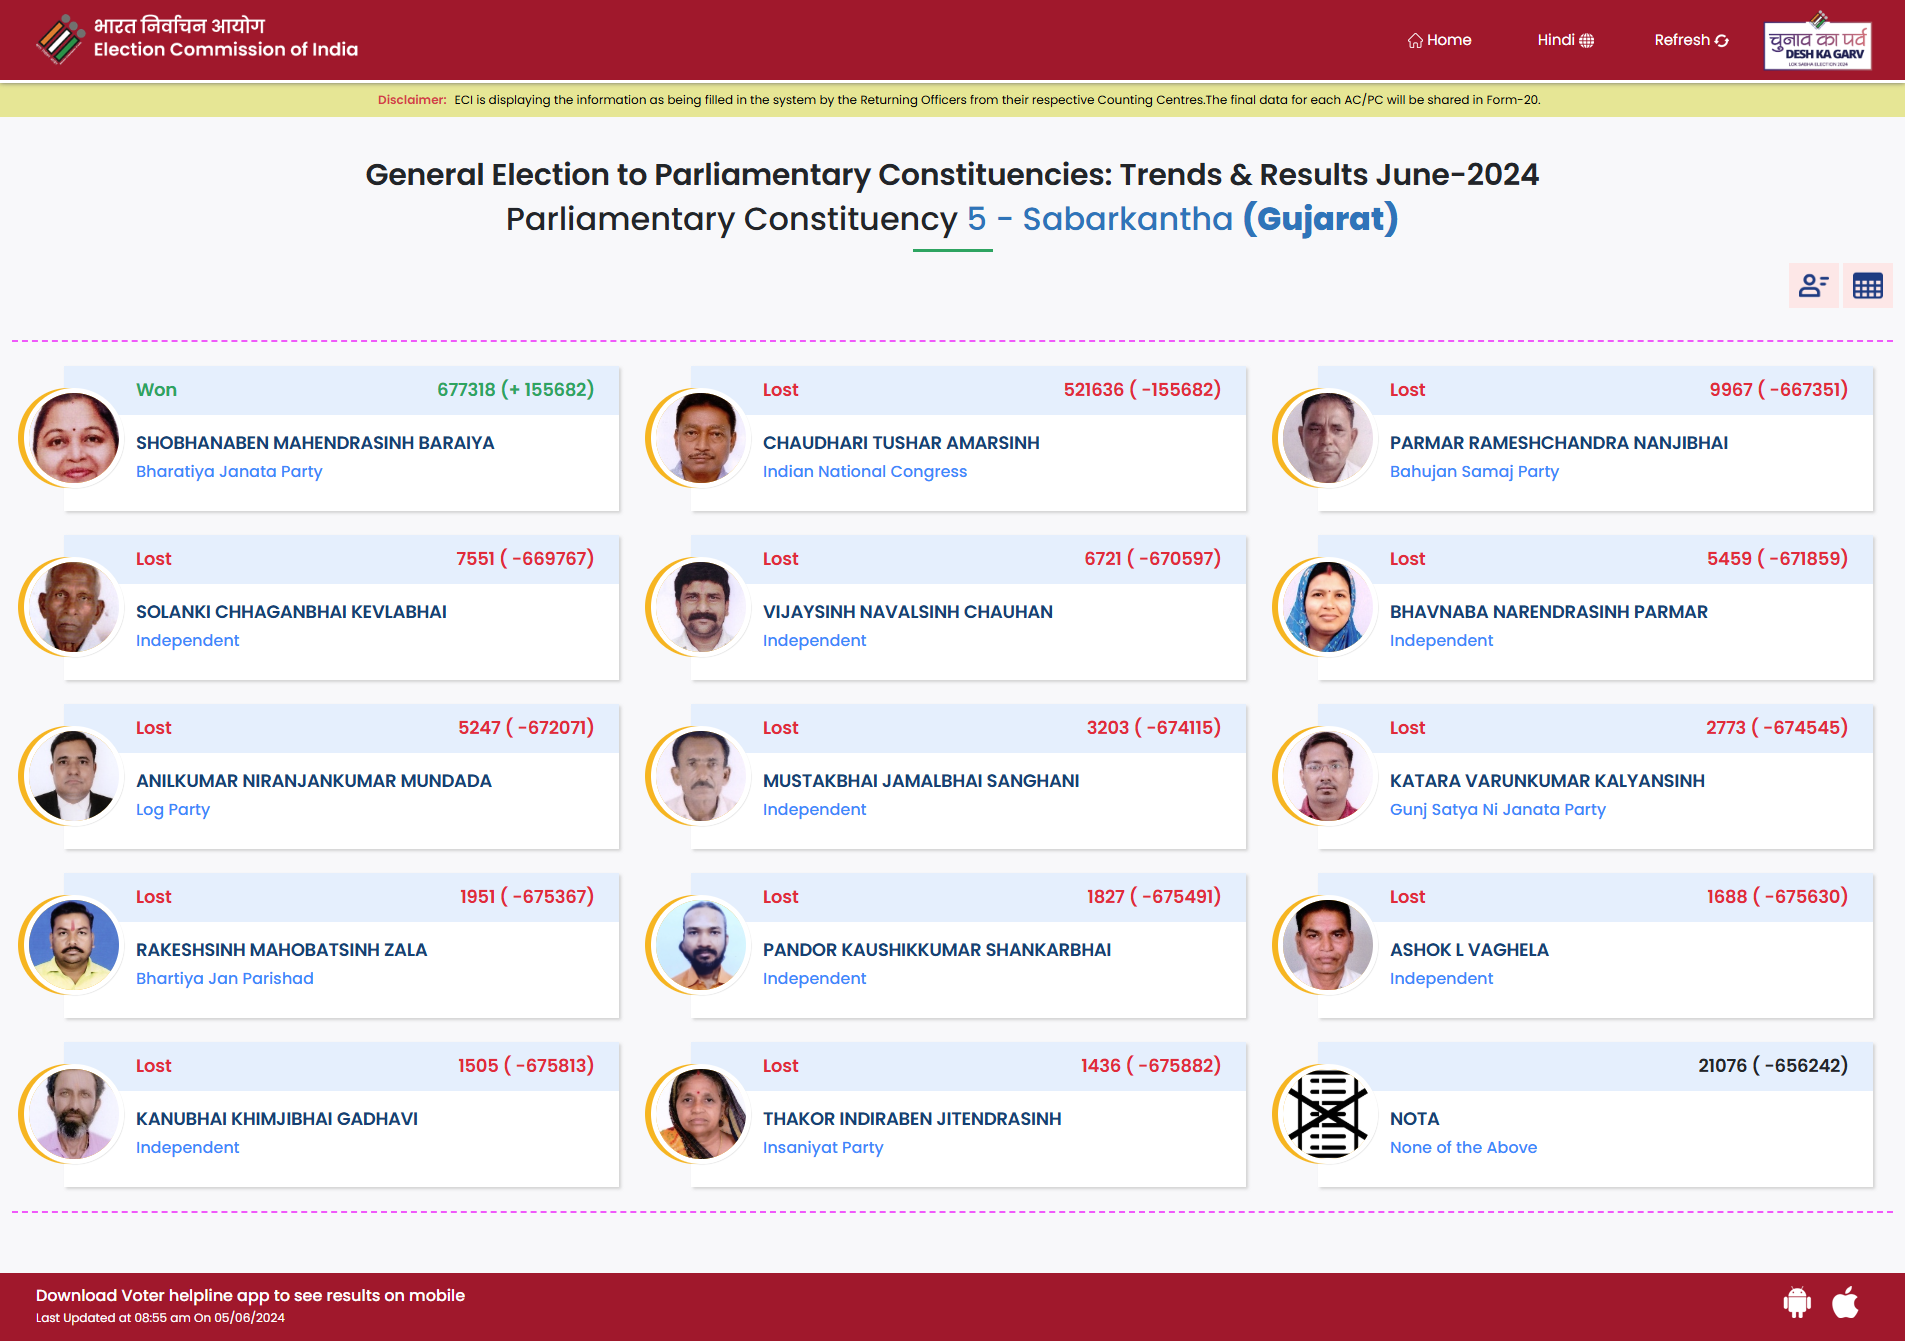 भारत निर्वाचन आयोग
Election Commission of India
Home
Hindi
Refresh
चुनाव का पर्व
DESH KA GARV
LOK SABHA ELECTION 2024
Disclaimer: ECI is displaying the information as being filled in the system by the Returning Officers from their respective Counting Centres.The final data for each AC/PC will be shared in Form-20.
General Election to Parliamentary Constituencies: Trends & Results June-2024
Parliamentary Constituency 5 - Sabarkantha (Gujarat)
Won 677318 (+ 155682)
SHOBHANABEN MAHENDRASINH BARAIYA
Bharatiya Janata Party
Lost 521636 ( -155682)
CHAUDHARI TUSHAR AMARSINH
Indian National Congress
Lost 9967 ( -667351)
PARMAR RAMESHCHANDRA NANJIBHAI
Bahujan Samaj Party
Lost 7551 ( -669767)
SOLANKI CHHAGANBHAI KEVLABHAI
Independent
Lost 6721 ( -670597)
VIJAYSINH NAVALSINH CHAUHAN
Independent
Lost 5459 ( -671859)
BHAVNABA NARENDRASINH PARMAR
Independent
Lost 5247 ( -672071)
ANILKUMAR NIRANJANKUMAR MUNDADA
Log Party
Lost 3203 ( -674115)
MUSTAKBHAI JAMALBHAI SANGHANI
Independent
Lost 2773 ( -674545)
KATARA VARUNKUMAR KALYANSINH
Gunj Satya Ni Janata Party
Lost 1951 ( -675367)
RAKESHSINH MAHOBATSINH ZALA
Bhartiya Jan Parishad
Lost 1827 ( -675491)
PANDOR KAUSHIKKUMAR SHANKARBHAI
Independent
Lost 1688 ( -675630)
ASHOK L VAGHELA
Independent
Lost 1505 ( -675813)
KANUBHAI KHIMJIBHAI GADHAVI
Independent
Lost 1436 ( -675882)
THAKOR INDIRABEN JITENDRASINH
Insaniyat Party
21076 ( -656242)
NOTA
None of the Above
Download Voter helpline app to see results on mobile
Last Updated at 08:55 am On 05/06/2024